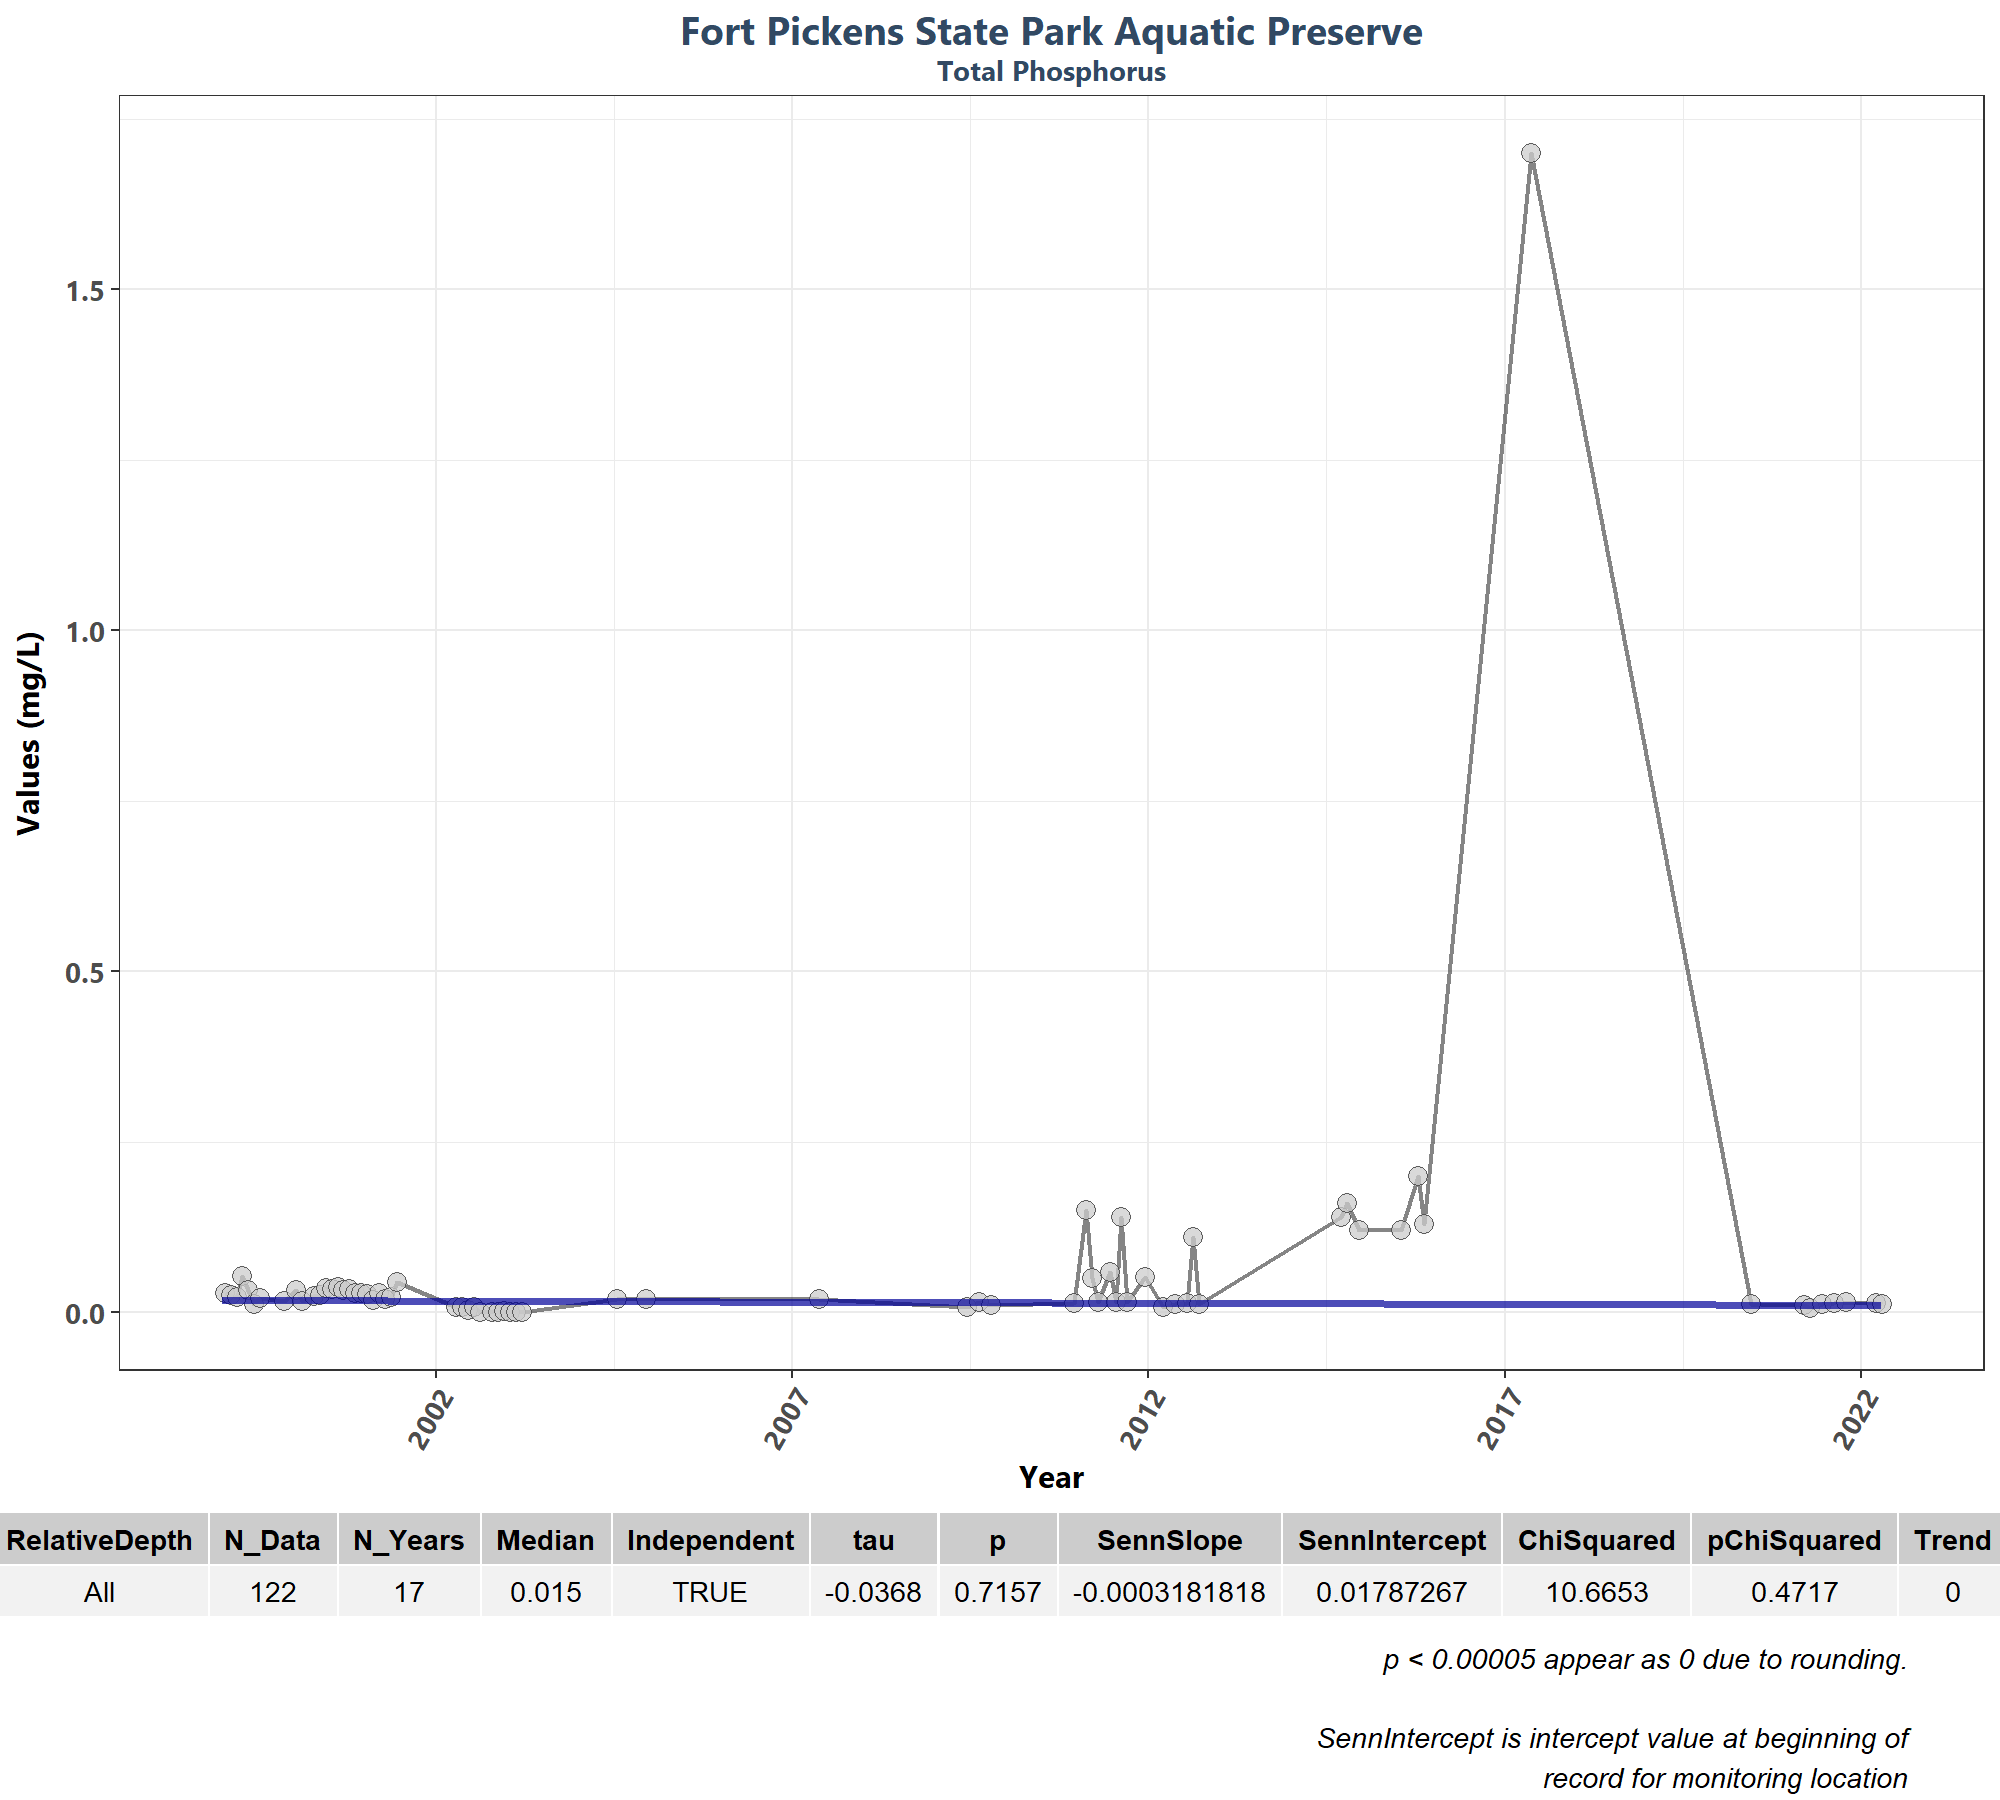 Fort Pickens State Park Aquatic Preserve
Total Phosphorus
Values (mg/L)
1.5
1.0
0.5
0.0
2002 2007 2012 2017 2022
Year
RelativeDepth N_Data N_Years Median Independent tau p SennSlope SennIntercept ChiSquared pChiSquared Trend
All 122 17 0.015 TRUE -0.0368 0.7157 -0.0003181818 0.01787267 10.6653 0.4717 0
p < 0.00005 appear as 0 due to rounding.
SennIntercept is intercept value at beginning of
record for monitoring location